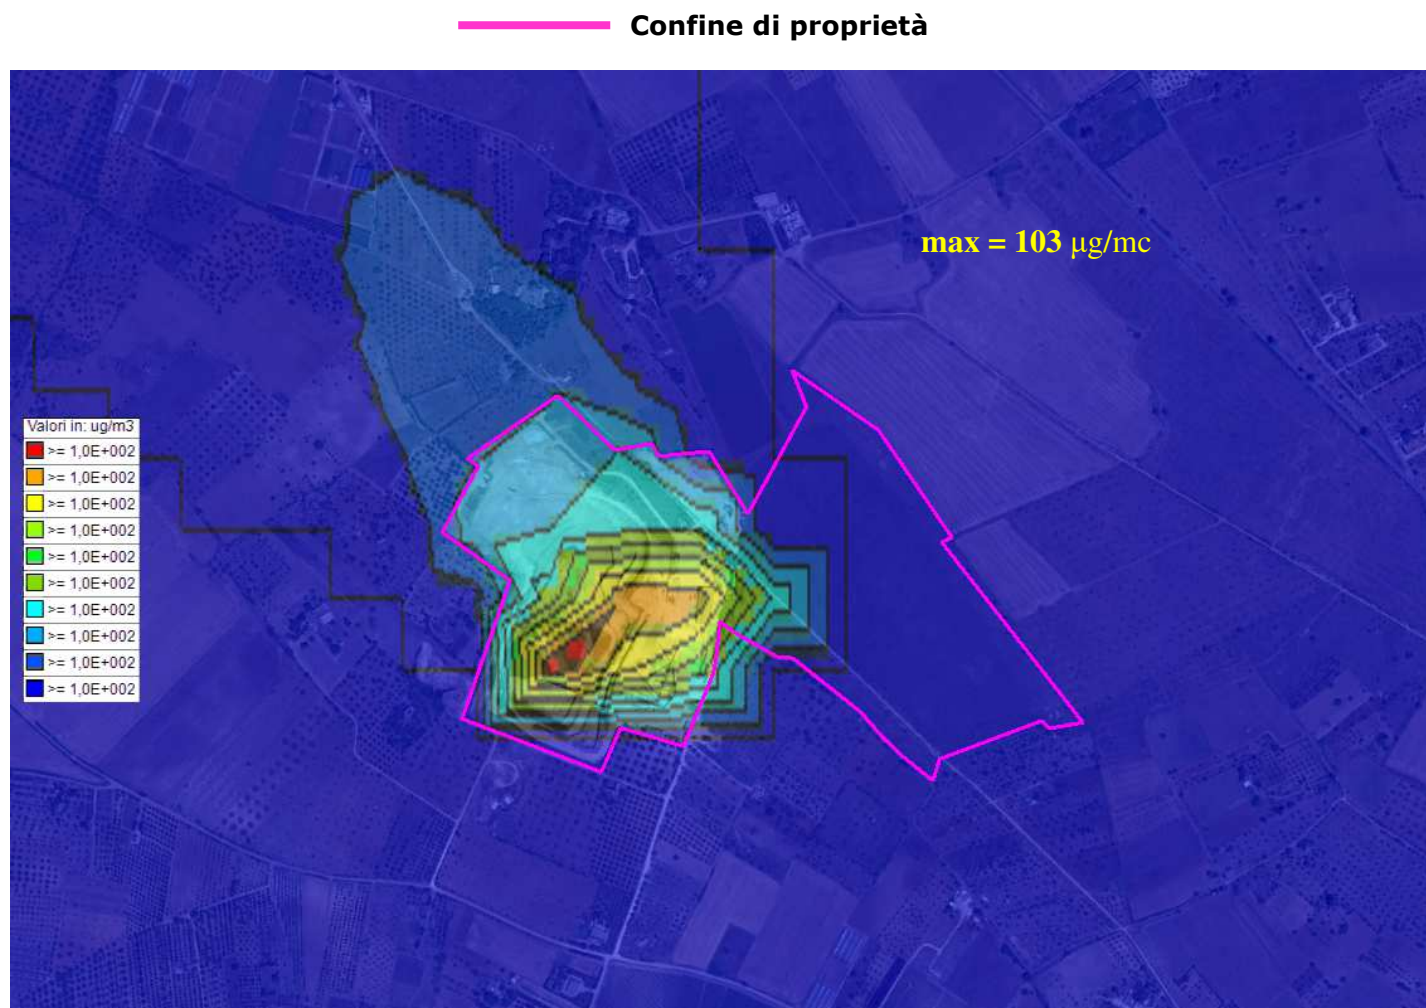 Confine di proprietà
max = 103 μg/mc
Valori in: ug/m3
>= 1,0E+002
>= 1,0E+002
>= 1,0E+002
>= 1,0E+002
>= 1,0E+002
>= 1,0E+002
>= 1,0E+002
>= 1,0E+002
>= 1,0E+002
>= 1,0E+002